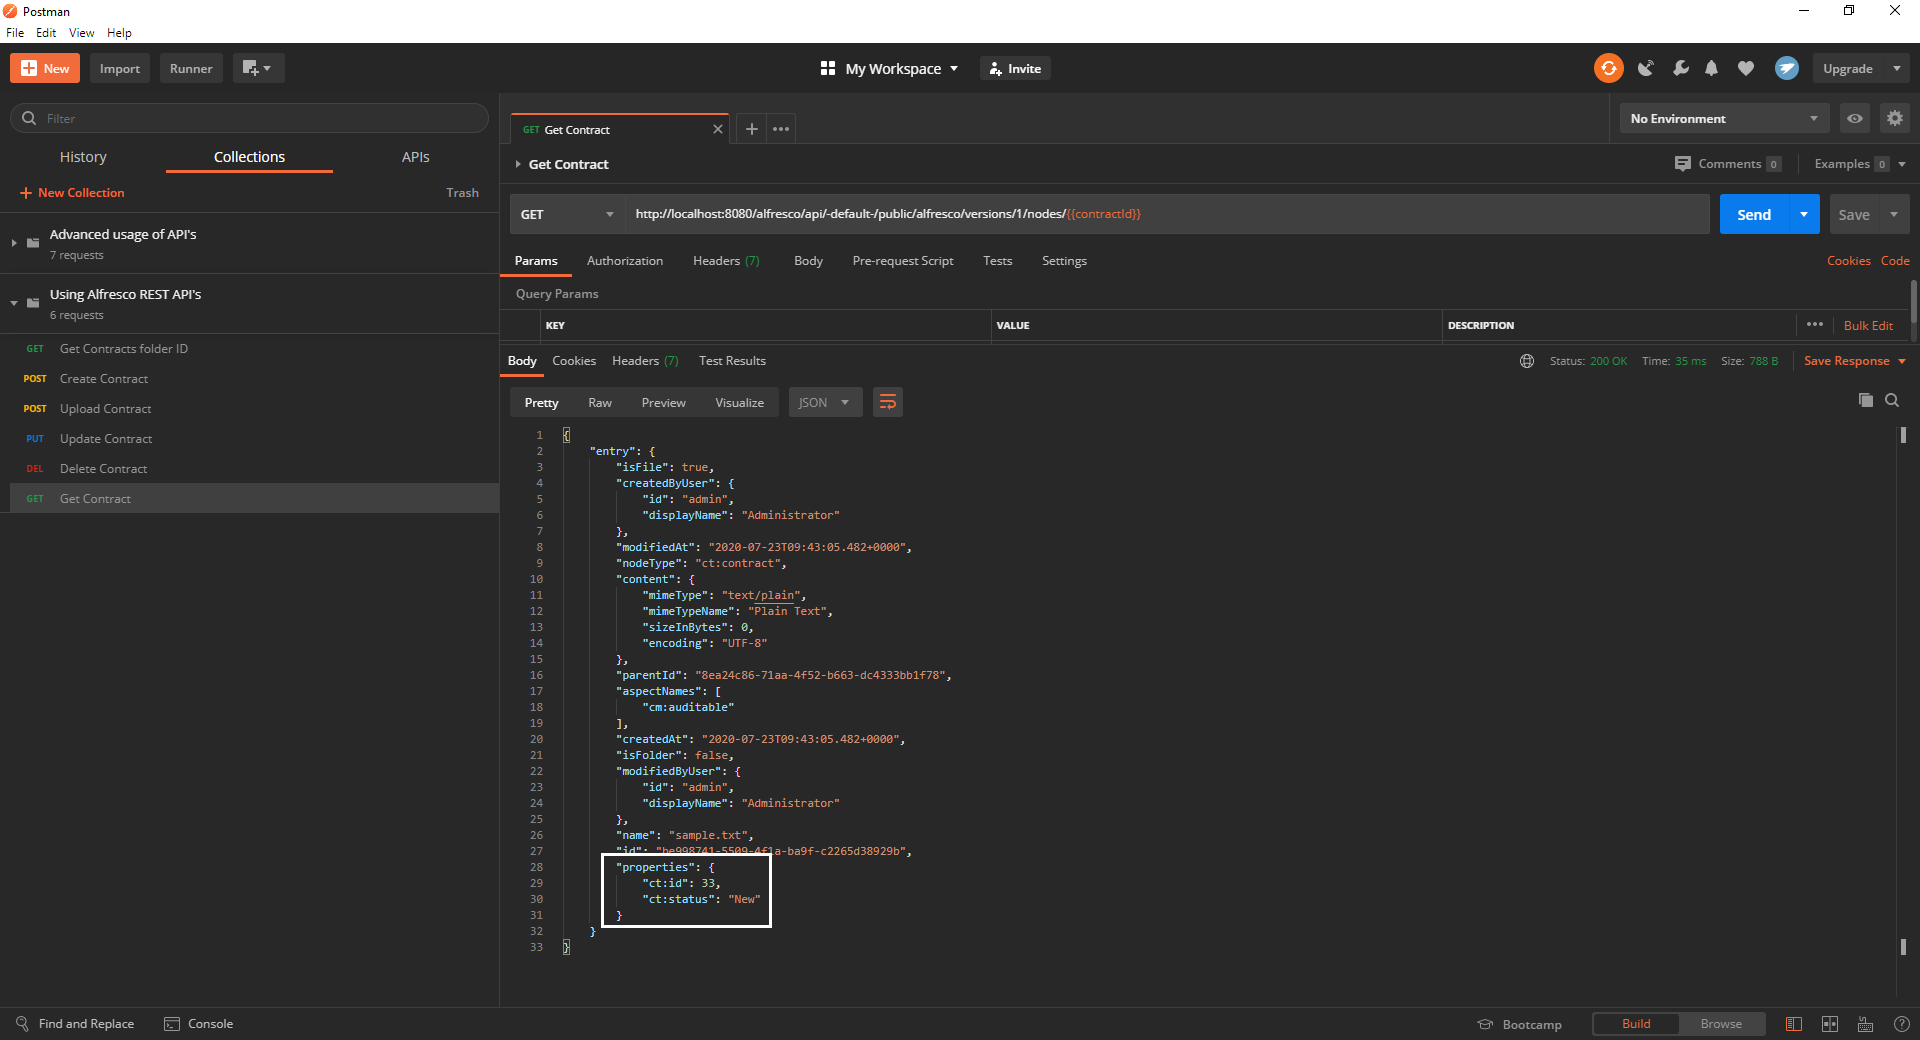 Postman
File Edit View Help
New Import Runner My Workspace Invite Upgrade
Filter
History Collections APIs
New Collection Trash
Advanced usage of API's
7 requests
Using Alfresco REST API's
6 requests
GET Get Contracts folder ID
POST Create Contract
POST Upload Contract
PUT Update Contract
DEL Delete Contract
GET Get Contract
GET Get Contract No Environment
Get Contract Comments 0 Examples 0
GET http://localhost:8080/alfresco/api/-default-/public/alfresco/versions/1/nodes/{{contractId}} Send Save
Params Authorization Headers (7) Body Pre-request Script Tests Settings Cookies Code
Query Params
KEY VALUE DESCRIPTION Bulk Edit
Body Cookies Headers (7) Test Results Status: 200 OK Time: 35 ms Size: 788 B Save Response
Pretty Raw Preview Visualize JSON
1 {
2 "entry": {
3 "isFile": true,
4 "createdByUser": {
5 "id": "admin",
6 "displayName": "Administrator"
7 },
8 "modifiedAt": "2020-07-23T09:43:05.482+0000",
9 "nodeType": "ct:contract",
10 "content": {
11 "mimeType": "text/plain",
12 "mimeTypeName": "Plain Text",
13 "sizeInBytes": 0,
14 "encoding": "UTF-8"
15 },
16 "parentId": "8ea24c86-71aa-4f52-b663-dc4333bb1f78",
17 "aspectNames": [
18 "cm:auditable"
19 ],
20 "createdAt": "2020-07-23T09:43:05.482+0000",
21 "isFolder": false,
22 "modifiedByUser": {
23 "id": "admin",
24 "displayName": "Administrator"
25 },
26 "name": "sample.txt",
27 "id": "be998741-5509-4f1a-ba9f-c2265d38929b",
28 "properties": {
29 "ct:id": 33,
30 "ct:status": "New"
31 }
32 }
33 }
Find and Replace Console Bootcamp Build Browse